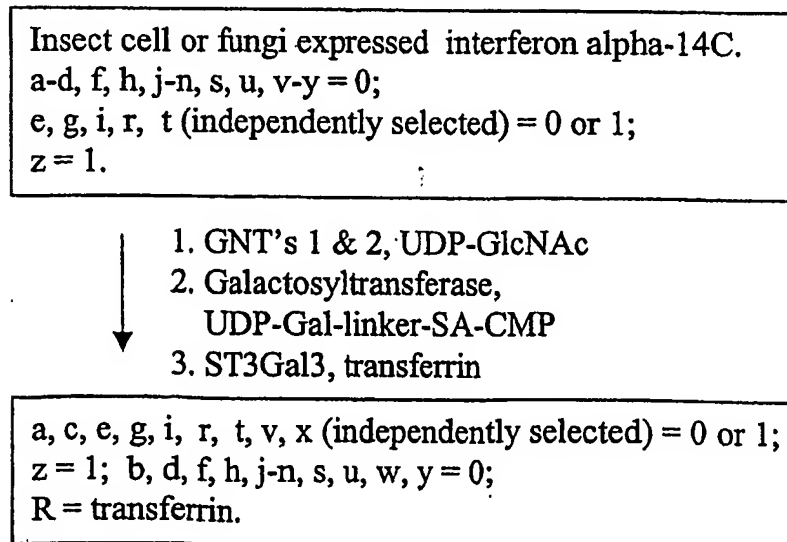 Insect cell or fungi expressed interferon alpha-14C.
a-d, f, h, j-n, s, u, v-y = 0;
e, g, i, r, t (independently selected) = 0 or 1;
z = 1.
1. GNT's 1 & 2, UDP-GlcNAc
2. Galactosyltransferase,
UDP-Gal-linker-SA-CMP
3. ST3Gal3, transferrin
a, c, e, g, i, r, t, v, x (independently selected) = 0 or 1;
z = 1; b, d, f, h, j-n, s, u, w, y = 0;
R = transferrin.